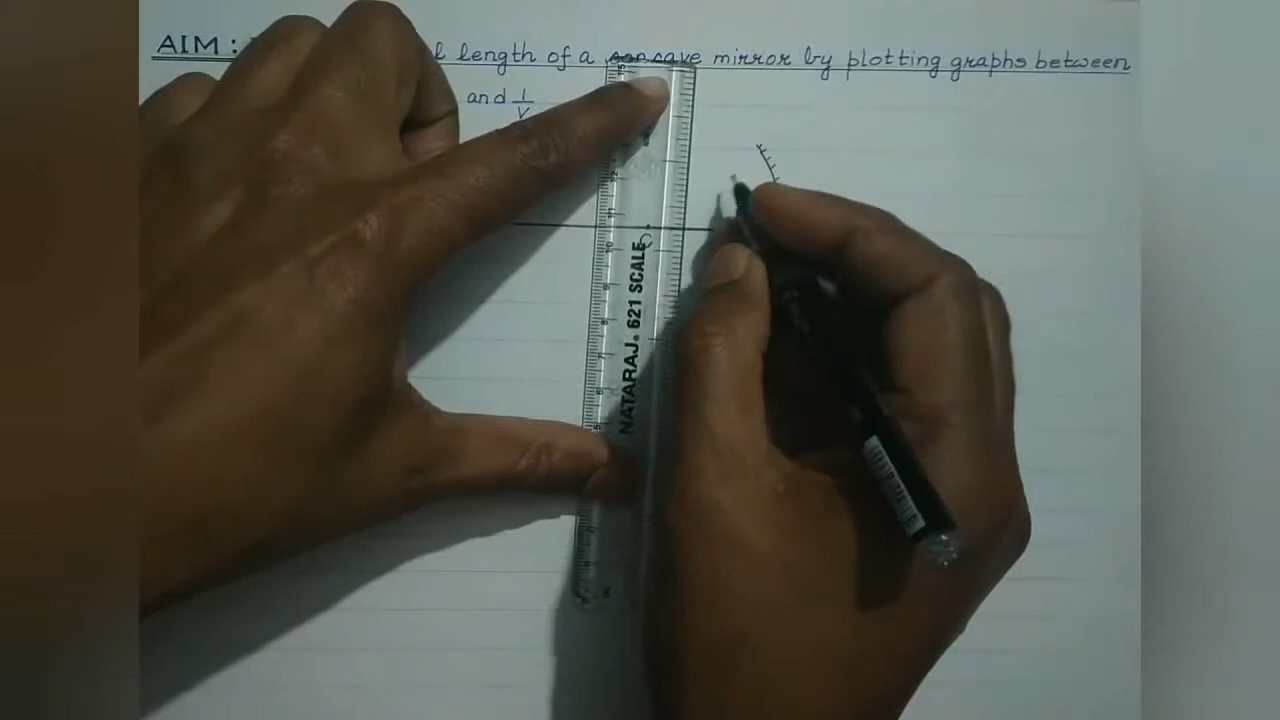 AIM : length of a concave mirror by plotting graphs between
and 1/v
NATARAJ® 621 SCALE